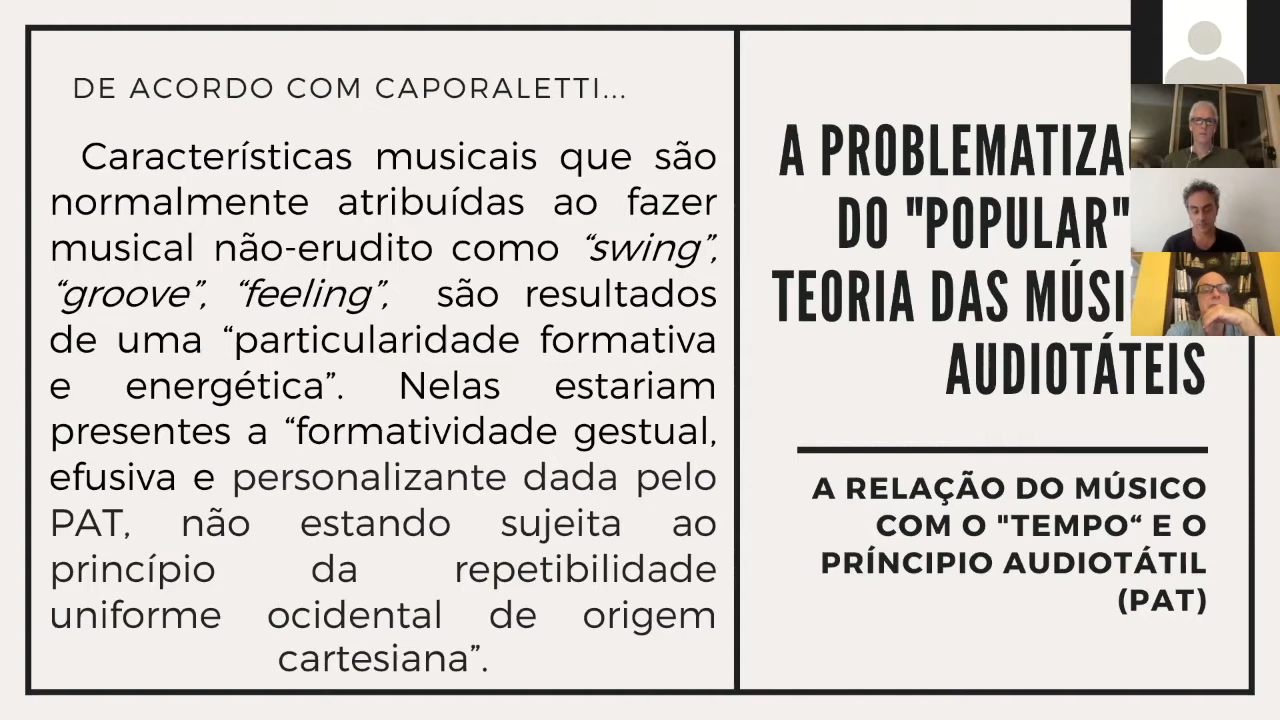 DE ACORDO COM CAPORALETTI...
Características musicais que são
normalmente atribuídas ao fazer
musical não-erudito como “swing”,
“groove”, “feeling”, são resultados
de uma “particularidade formativa
e energética”. Nelas estariam
presentes a “formatividade gestual,
efusiva e personalizante dada pelo
PAT, não estando sujeita ao
princípio da repetibilidade
uniforme ocidental de origem
cartesiana”.
A
DO "POPULAR"
TEORIA DAS
AUDIOTÁTEIS
A RELAÇÃO DO MÚSICO
COM O "TEMPO“ E O
PRÍNCIPIO AUDIOTÁTIL
(PAT)